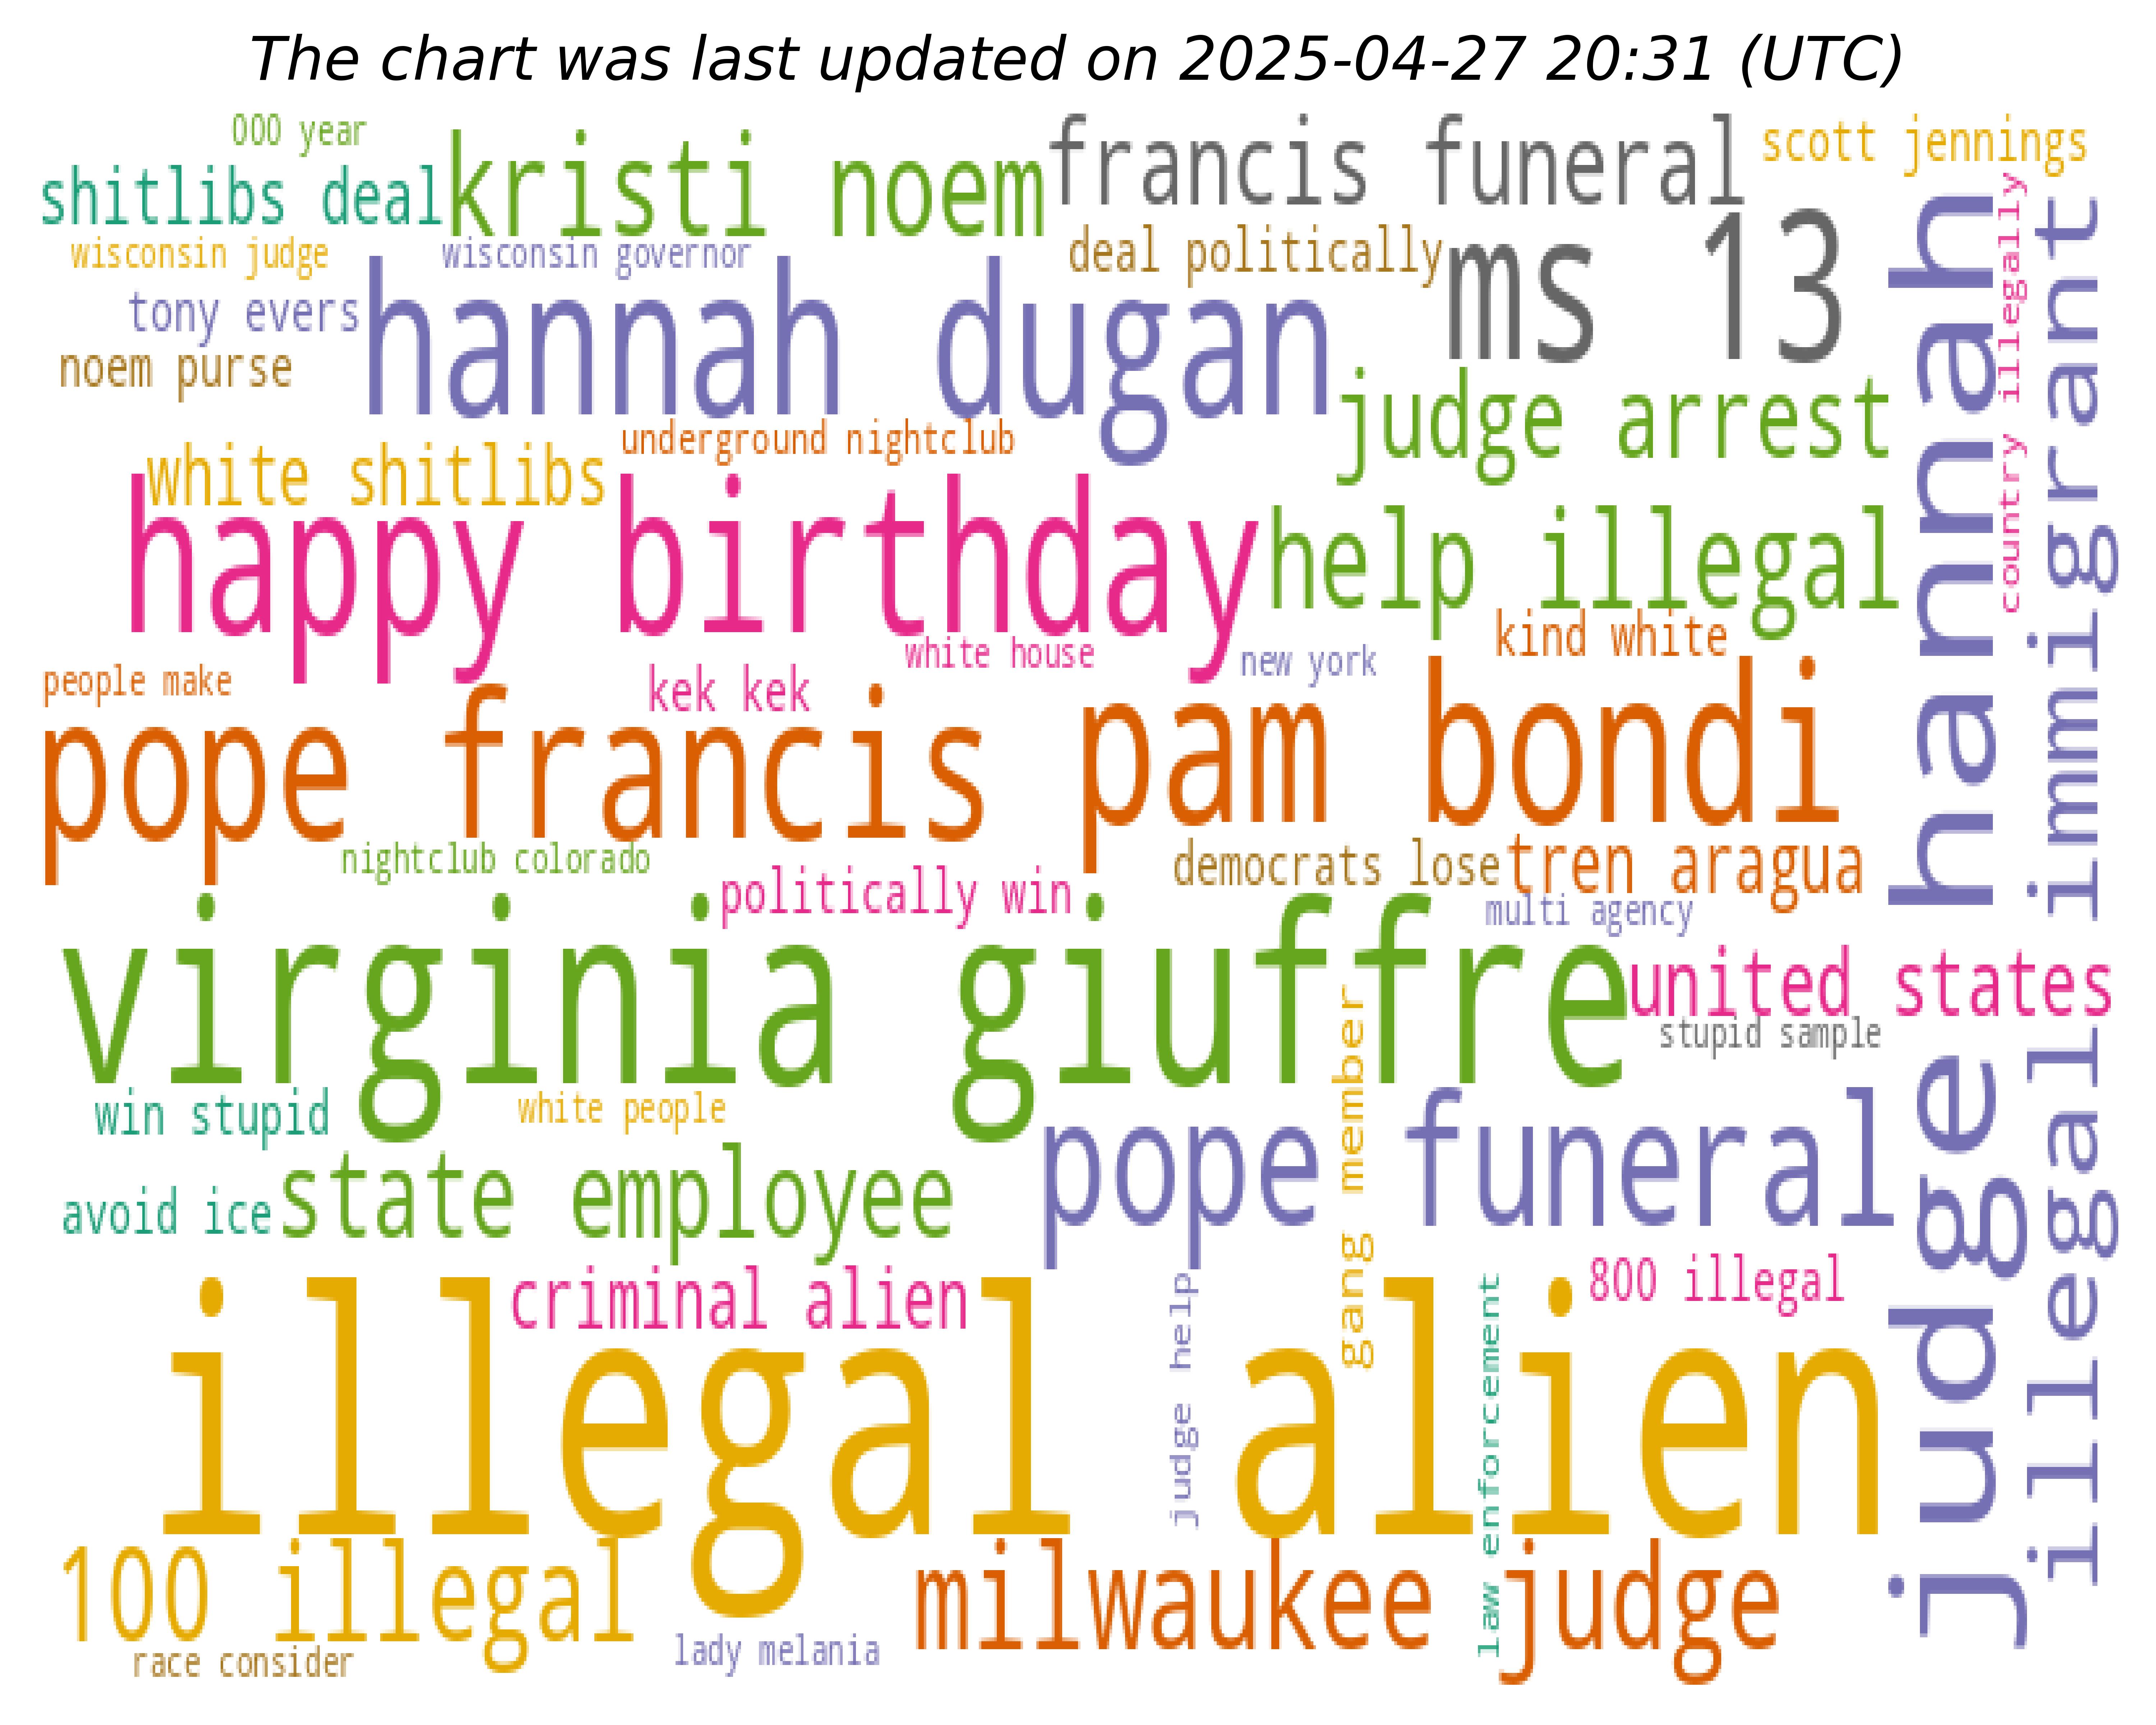 The chart was last updated on 2025-04-27 20:31 (UTC)
000 year
shitlibs deal
kristi noem
francis funeral
scott jennings
wisconsin judge
wisconsin governor
deal politically
ms 13
tony evers
hannah dugan
noem purse
judge arrest
underground nightclub
white shitlibs
happy birthday
help illegal
kind white
white house
new york
people make
kek kek
pope francis
pam bondi
nightclub colorado
politically win
democrats lose
tren aragua
multi agency
virginia giuffre
united states
stupid sample
win stupid
white people
gang member
pope funeral
avoid ice
state employee
criminal alien
800 illegal
illegal alien
judge help
law enforcement
100 illegal
milwaukee judge
lady melania
race consider
judge hannah
country illegally
illegal immigrant